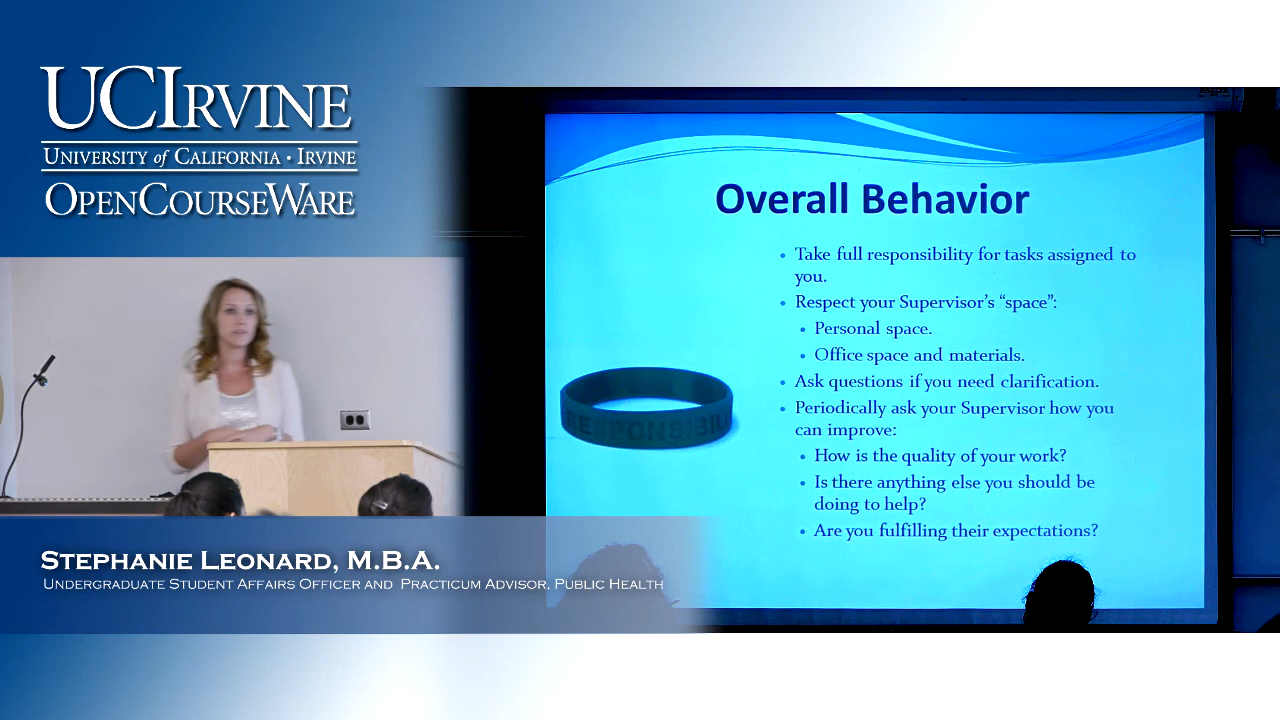 UCIRVINE
UNIVERSITY of CALIFORNIA · IRVINE
OPENCOURSEWARE
Overall Behavior
• Take full responsibility for tasks assigned to
you.
• Respect your Supervisor's "space":
• Personal space.
• Office space and materials.
• Ask questions if you need clarification.
• Periodically ask your Supervisor how you
can improve:
• How is the quality of your work?
• Is there anything else you should be
doing to help?
• Are you fulfilling their expectations?
STEPHANIE LEONARD, M.B.A.
UNDERGRADUATE STUDENT AFFAIRS OFFICER AND PRACTICUM ADVISOR, PUBLIC HEALTH